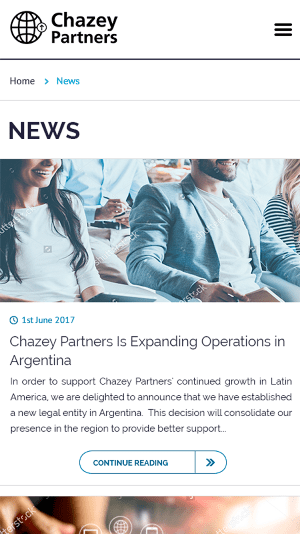 Chazey
Partners
Home > News
NEWS
1st June 2017
Chazey Partners Is Expanding Operations in
Argentina
In order to support Chazey Partners' continued growth in Latin
America, we are delighted to announce that we have established
a new legal entity in Argentina. This decision will consolidate our
presence in the region to provide better support...
CONTINUE READING